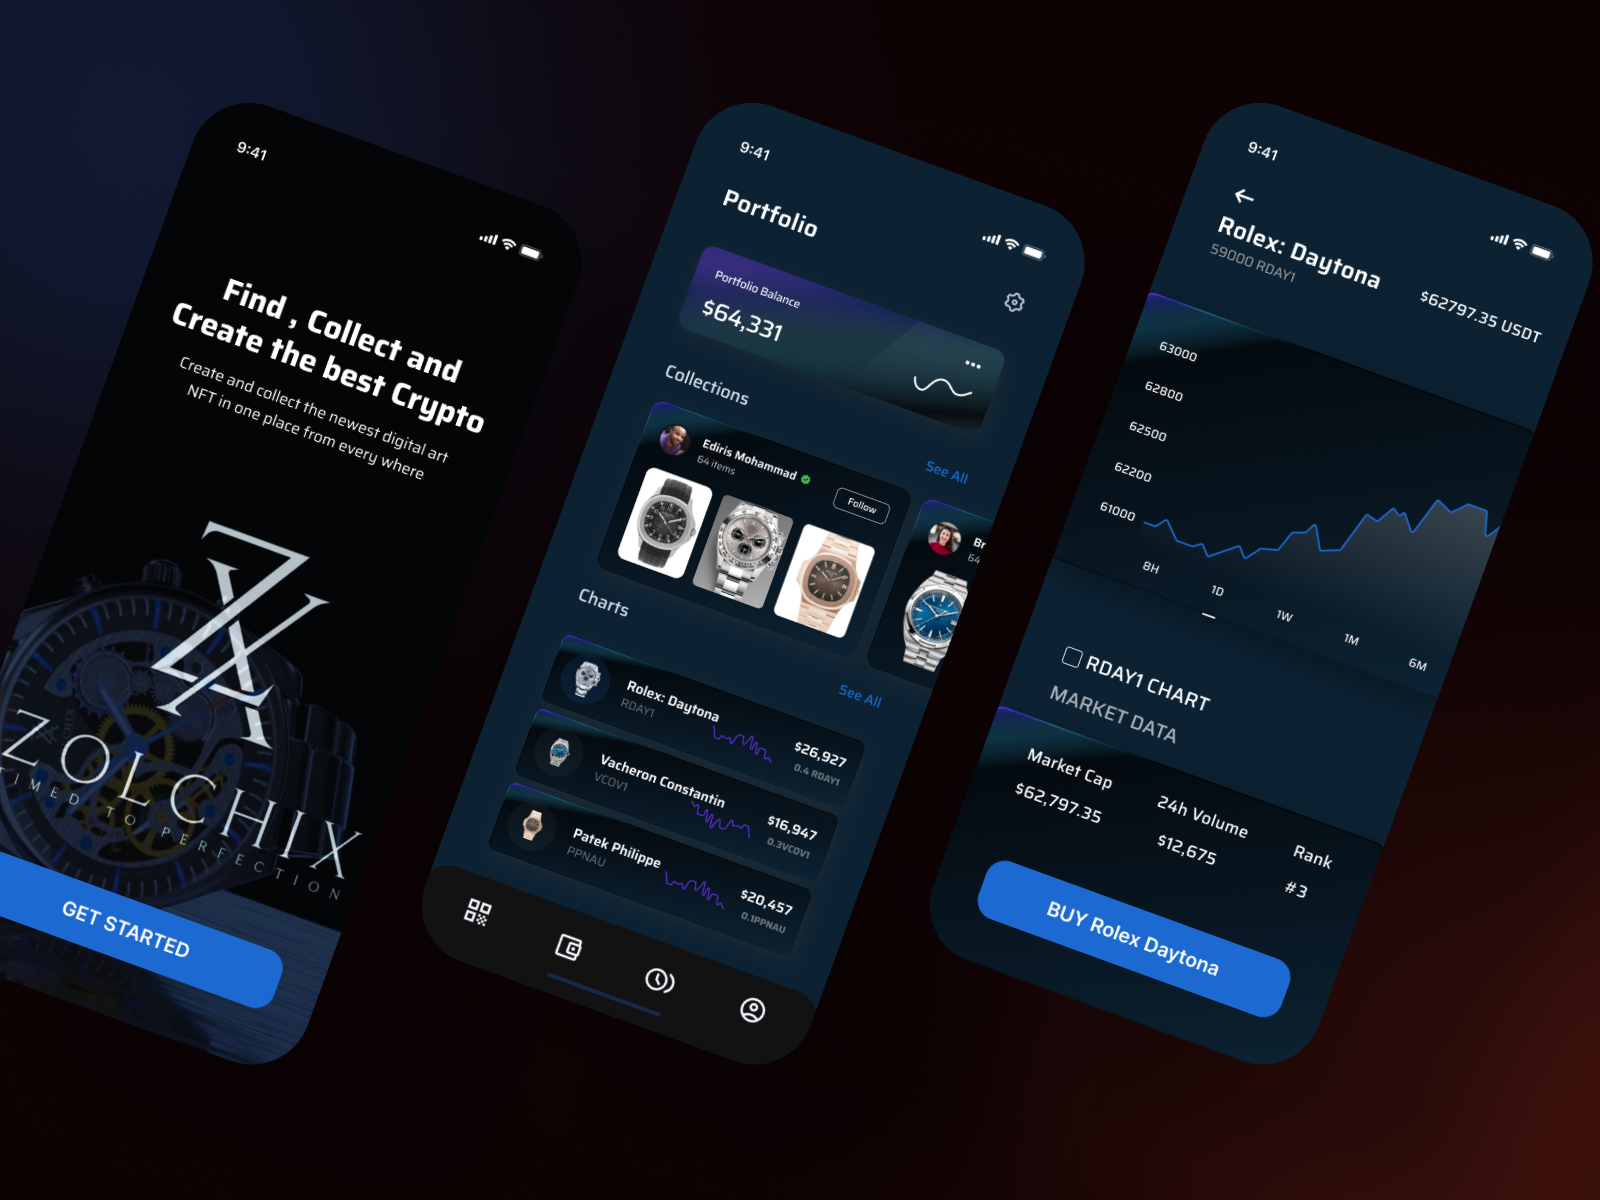 9:41
Find , Collect and
Create the best Crypto
Create and collect the newest digital art
NFT in one place from every where
ZOLCHIX
TIMED TO PERFECTION
GET STARTED
9:41
Portfolio
Portfolio Balance
$64,331
Collections
See All
Ediris Mohammad
64 items
Follow
Br
64
Charts
See All
Rolex: Daytona
RDAY1
$26,927
0.4 RDAY1
Vacheron Constantin
VCOV1
$16,947
0.3VCOV1
Patek Philippe
PPNAU
$20,457
0.1PPNAU
9:41
Rolex: Daytona
59000 RDAY1
$62797.35 USDT
63000
62800
62500
62200
61000
8H
1D
1W
1M
6M
RDAY1 CHART
MARKET DATA
Market Cap
$62,797.35
24h Volume
$12,675
Rank
#3
BUY Rolex Daytona